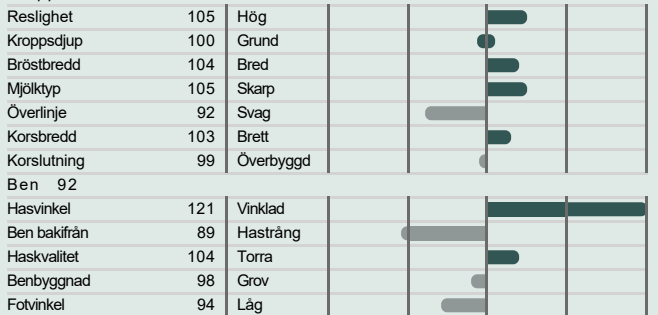 Reslighet 105 Hög
Kroppsdjup 100 Grund
Bröstbredd 104 Bred
Mjölktyp 105 Skarp
Överlinje 92 Svag
Korsbredd 103 Brett
Korslutning 99 Överbyggd
Ben 92
Hasvinkel 121 Vinklad
Ben bakifrån 89 Hastrång
Haskvalitet 104 Torra
Benbyggnad 98 Grov
Fotvinkel 94 Låg